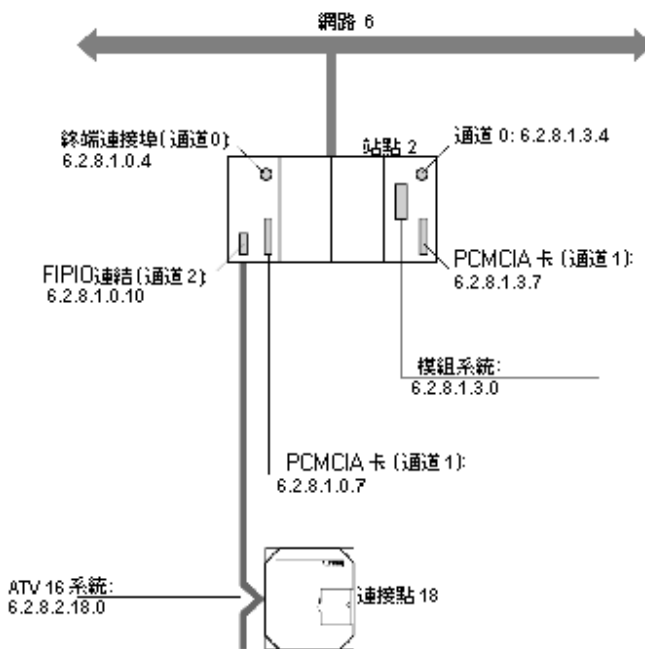 網路 6
終端連接埠(通道0):
6.2.8.1.0.4
站點 2
通道 0: 6.2.8.1.3.4
FIPIO連結(通道 2):
6.2.8.1.0.10
PCMCIA 卡 (通道 1):
6.2.8.1.3.7
模組系統:
6.2.8.1.3.0
PCMCIA 卡 (通道 1):
6.2.8.1.0.7
ATV 16 系統:
6.2.8.2.18.0
連接點 18